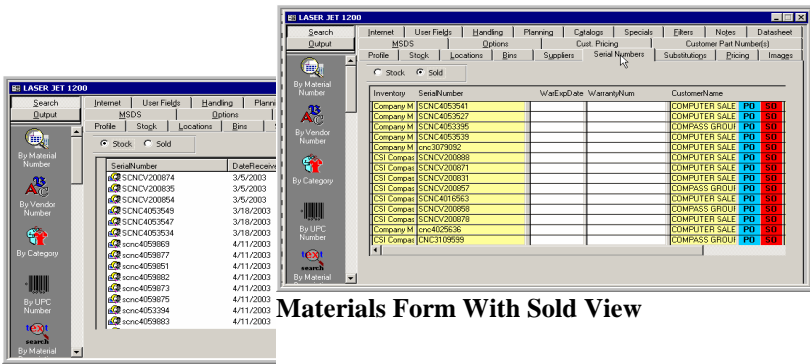 LASER JET 1200
Search
Output
Internet User Fields Handling Planning Catalogs Specials Filters Notes Datasheet
MSDS Options Cust. Pricing Customer Part Number(s)
Profile Stock Locations Bins Suppliers Serial Numbers Substitutions Pricing Images
Stock Sold
By Material
Number
By Vendor
Number
By Category
By UPC
Number
text
search
By Material
Inventory SerialNumber WarExpDate WarrantyNum CustomerName
Company M SCNC4053541 COMPUTER SALE PO SO
Company M SCNC4053527 COMPUTER SALE PO SO
Company M SCNC4053395 COMPASS GROUP PO SO
Company M SCNC4053539 COMPUTER SALE PO SO
Company M cnc3079092 COMPUTER SALE PO SO
CSI Compas SCNCV200888 COMPUTER SALE PO SO
CSI Compas SCNCV200871 COMPUTER SALE PO SO
CSI Compas SCNCV200831 COMPUTER SALE PO SO
CSI Compas SCNCV200857 COMPASS GROUP PO SO
CSI Compas SCNC4016563 COMPUTER SALE PO SO
CSI Compas SCNCV200858 COMPASS GROUP PO SO
CSI Compas SCNCV200878 COMPUTER SALE PO SO
Company M cnc4025636 COMPUTER SALE PO SO
CSI Compas CNC3109599 COMPASS GROUP PO SO
Materials Form With Sold View
LASER JET 1200
Search
Output
Internet User Fields Handling Planni
MSDS Options
Profile Stock Locations Bins
Stock Sold
By Material
Number
By Vendor
Number
By Category
By UPC
Number
text
search
By Material
SerialNumber DateReceive
SCNCV200874 3/5/2003
SCNCV200835 3/5/2003
SCNCV200854 3/5/2003
SCNC4053549 3/18/2003
SCNC4053547 3/18/2003
SCNC4053534 3/18/2003
scnc4059869 4/11/2003
scnc4059877 4/11/2003
scnc4059851 4/11/2003
scnc4059882 4/11/2003
scnc4059873 4/11/2003
scnc4059875 4/11/2003
scnc4053394 4/11/2003
scnc4059883 4/11/2003